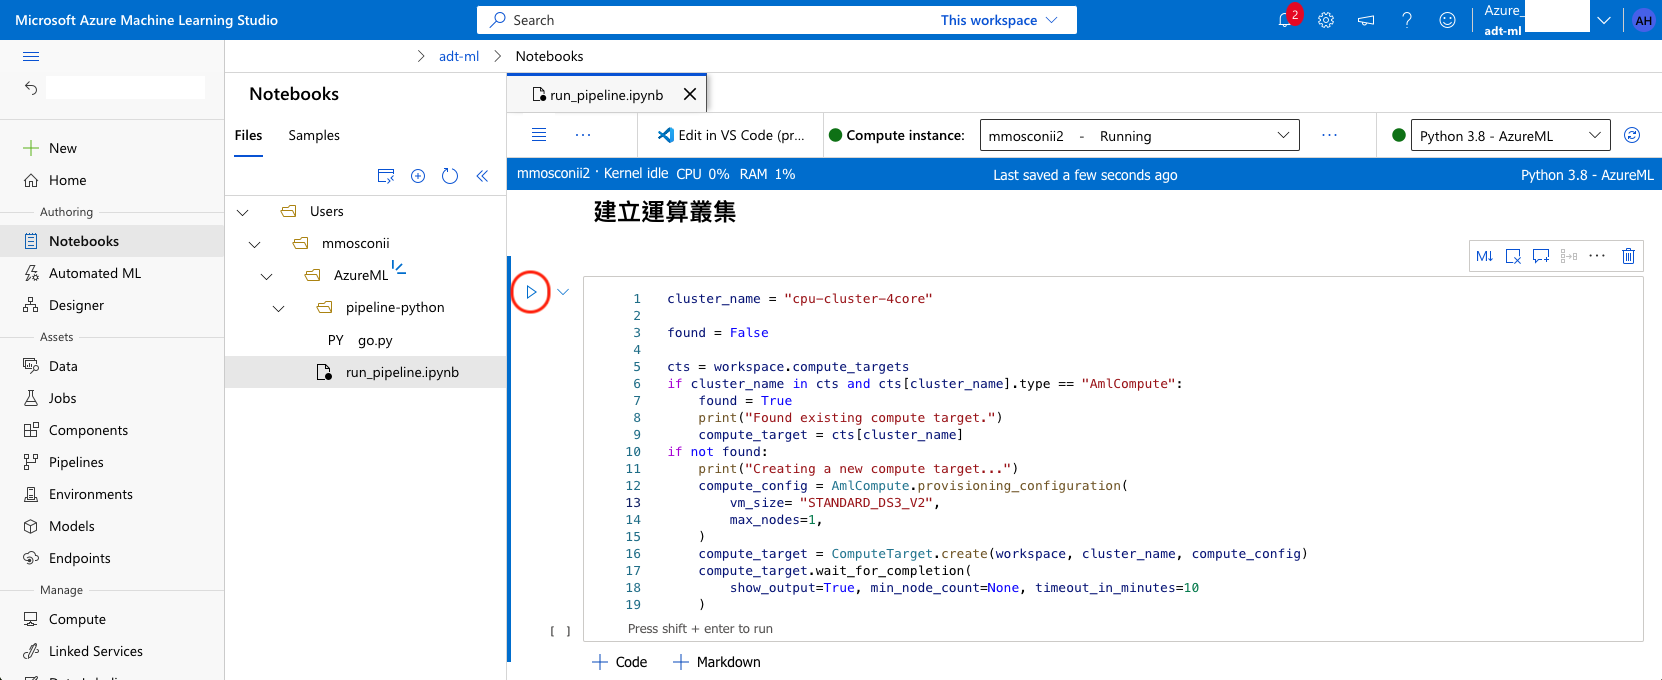 Microsoft Azure Machine Learning Studio
Search
This workspace
2
Azure_
adt-ml
AH
adt-ml
Notebooks
New
Home
Authoring
Notebooks
Automated ML
Designer
Assets
Data
Jobs
Components
Pipelines
Environments
Models
Endpoints
Manage
Compute
Linked Services
Notebooks
Files
Samples
Users
mmosconii
AzureML
pipeline-python
PY go.py
run_pipeline.ipynb
run_pipeline.ipynb
Edit in VS Code (pr...
Compute instance:
mmosconii2 - Running
Python 3.8 - AzureML
mmosconii2 · Kernel idle CPU 0% RAM 1%
Last saved a few seconds ago
Python 3.8 - AzureML
建立運算叢集
M↓
1 cluster_name = "cpu-cluster-4core"
2
3 found = False
4
5 cts = workspace.compute_targets
6 if cluster_name in cts and cts[cluster_name].type == "AmlCompute":
7     found = True
8     print("Found existing compute target.")
9     compute_target = cts[cluster_name]
10 if not found:
11     print("Creating a new compute target...")
12     compute_config = AmlCompute.provisioning_configuration(
13         vm_size= "STANDARD_DS3_V2",
14         max_nodes=1,
15     )
16     compute_target = ComputeTarget.create(workspace, cluster_name, compute_config)
17     compute_target.wait_for_completion(
18         show_output=True, min_node_count=None, timeout_in_minutes=10
19     )
[ ]
Press shift + enter to run
Code
Markdown